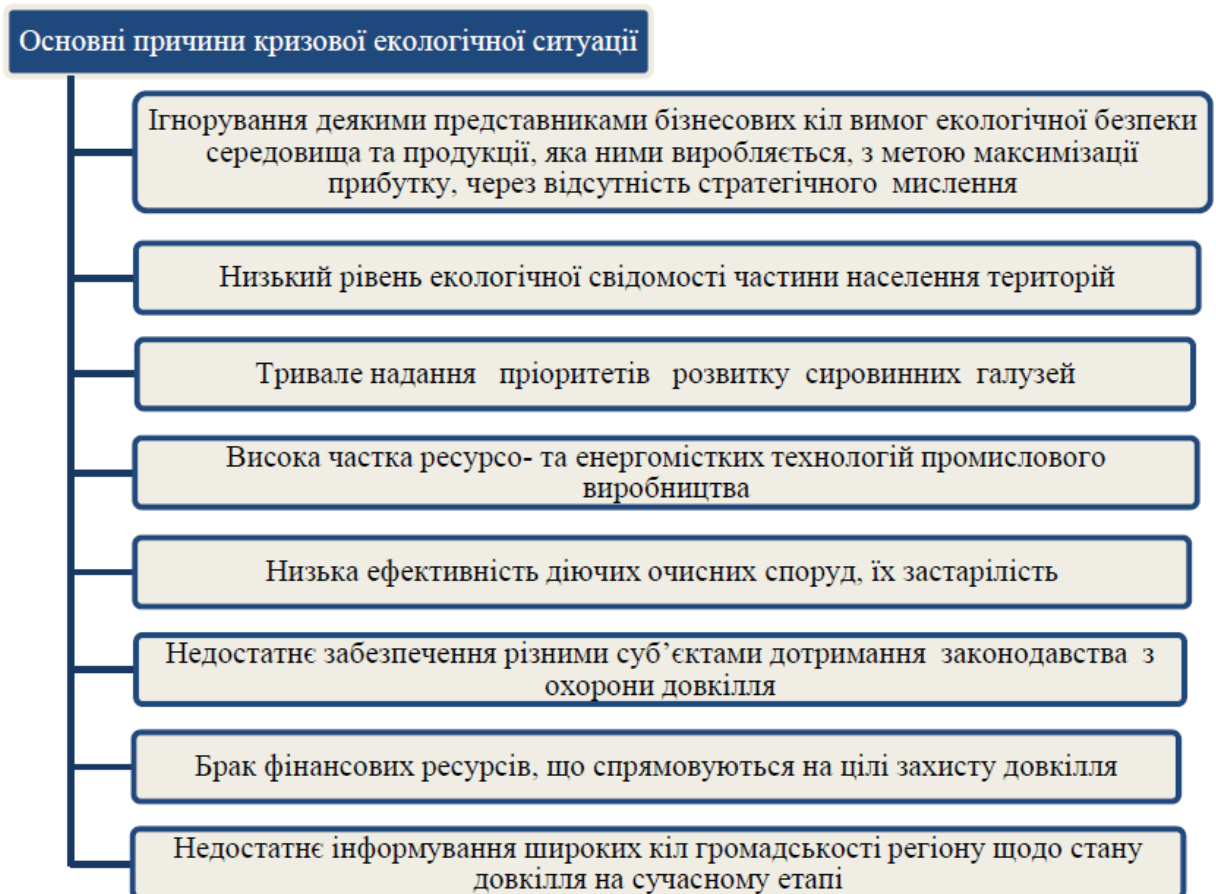 Основні причини кризової екологічної ситуації
Ігнорування деякими представниками бізнесових кіл вимог екологічної безпеки
середовища та продукції, яка ними виробляється, з метою максимізації
прибутку, через відсутність стратегічного мислення
Низький рівень екологічної свідомості частини населення територій
Тривале надання пріоритетів розвитку сировинних галузей
Висока частка ресурсо- та енергомістких технологій промислового
виробництва
Низька ефективність діючих очисних споруд, їх застарілість
Недостатнє забезпечення різними суб’єктами дотримання законодавства з
охорони довкілля
Брак фінансових ресурсів, що спрямовуються на цілі захисту довкілля
Недостатнє інформування широких кіл громадськості регіону щодо стану
довкілля на сучасному етапі